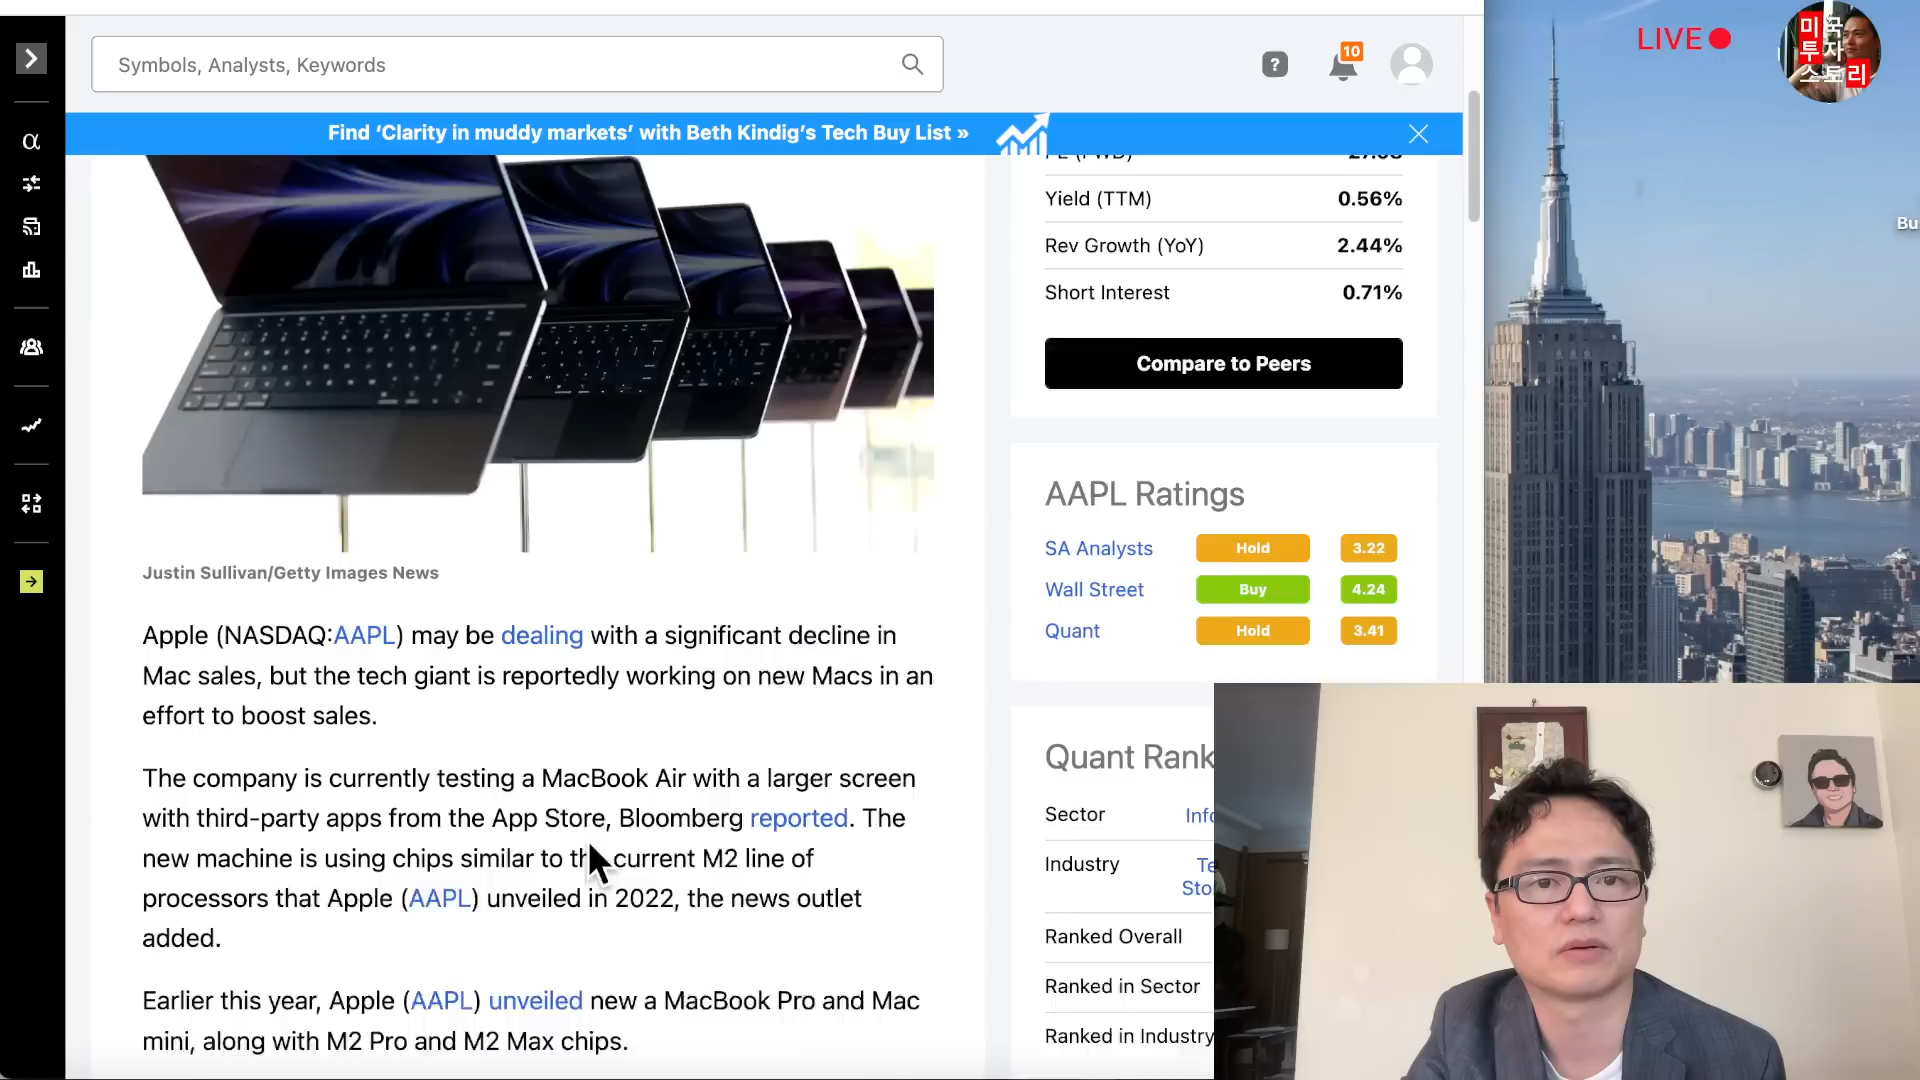 Symbols, Analysts, Keywords
?
10
LIVE
미국
투자
스토리
Find ‘Clarity in muddy markets’ with Beth Kindig’s Tech Buy List »
Yield (TTM) 0.56%
Rev Growth (YoY) 2.44%
Short Interest 0.71%
Compare to Peers
Bu
AAPL Ratings
SA Analysts Hold 3.22
Wall Street Buy 4.24
Quant Hold 3.41
Justin Sullivan/Getty Images News
Apple (NASDAQ:AAPL) may be dealing with a significant decline in
Mac sales, but the tech giant is reportedly working on new Macs in an
effort to boost sales.
The company is currently testing a MacBook Air with a larger screen
with third-party apps from the App Store, Bloomberg reported. The
new machine is using chips similar to the current M2 line of
processors that Apple (AAPL) unveiled in 2022, the news outlet
added.
Earlier this year, Apple (AAPL) unveiled new a MacBook Pro and Mac
mini, along with M2 Pro and M2 Max chips.
Quant Rank
Sector Info
Industry Te
Sto
Ranked Overall
Ranked in Sector
Ranked in Industry